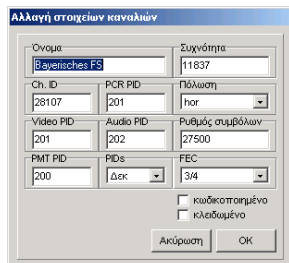 Αλλαγή στοιχείων καναλιών
Όνομα Συχνότητα
Bayerisches FS 11837
Ch. ID PCR PID Πόλωση
28107 201 hor
Video PID Audio PID Ρυθμός συμβόλων
201 202 27500
PMT PID PIDs FEC
200 Δεκ 3/4
κωδικοποιημένο
κλειδωμένο
Ακύρωση OK